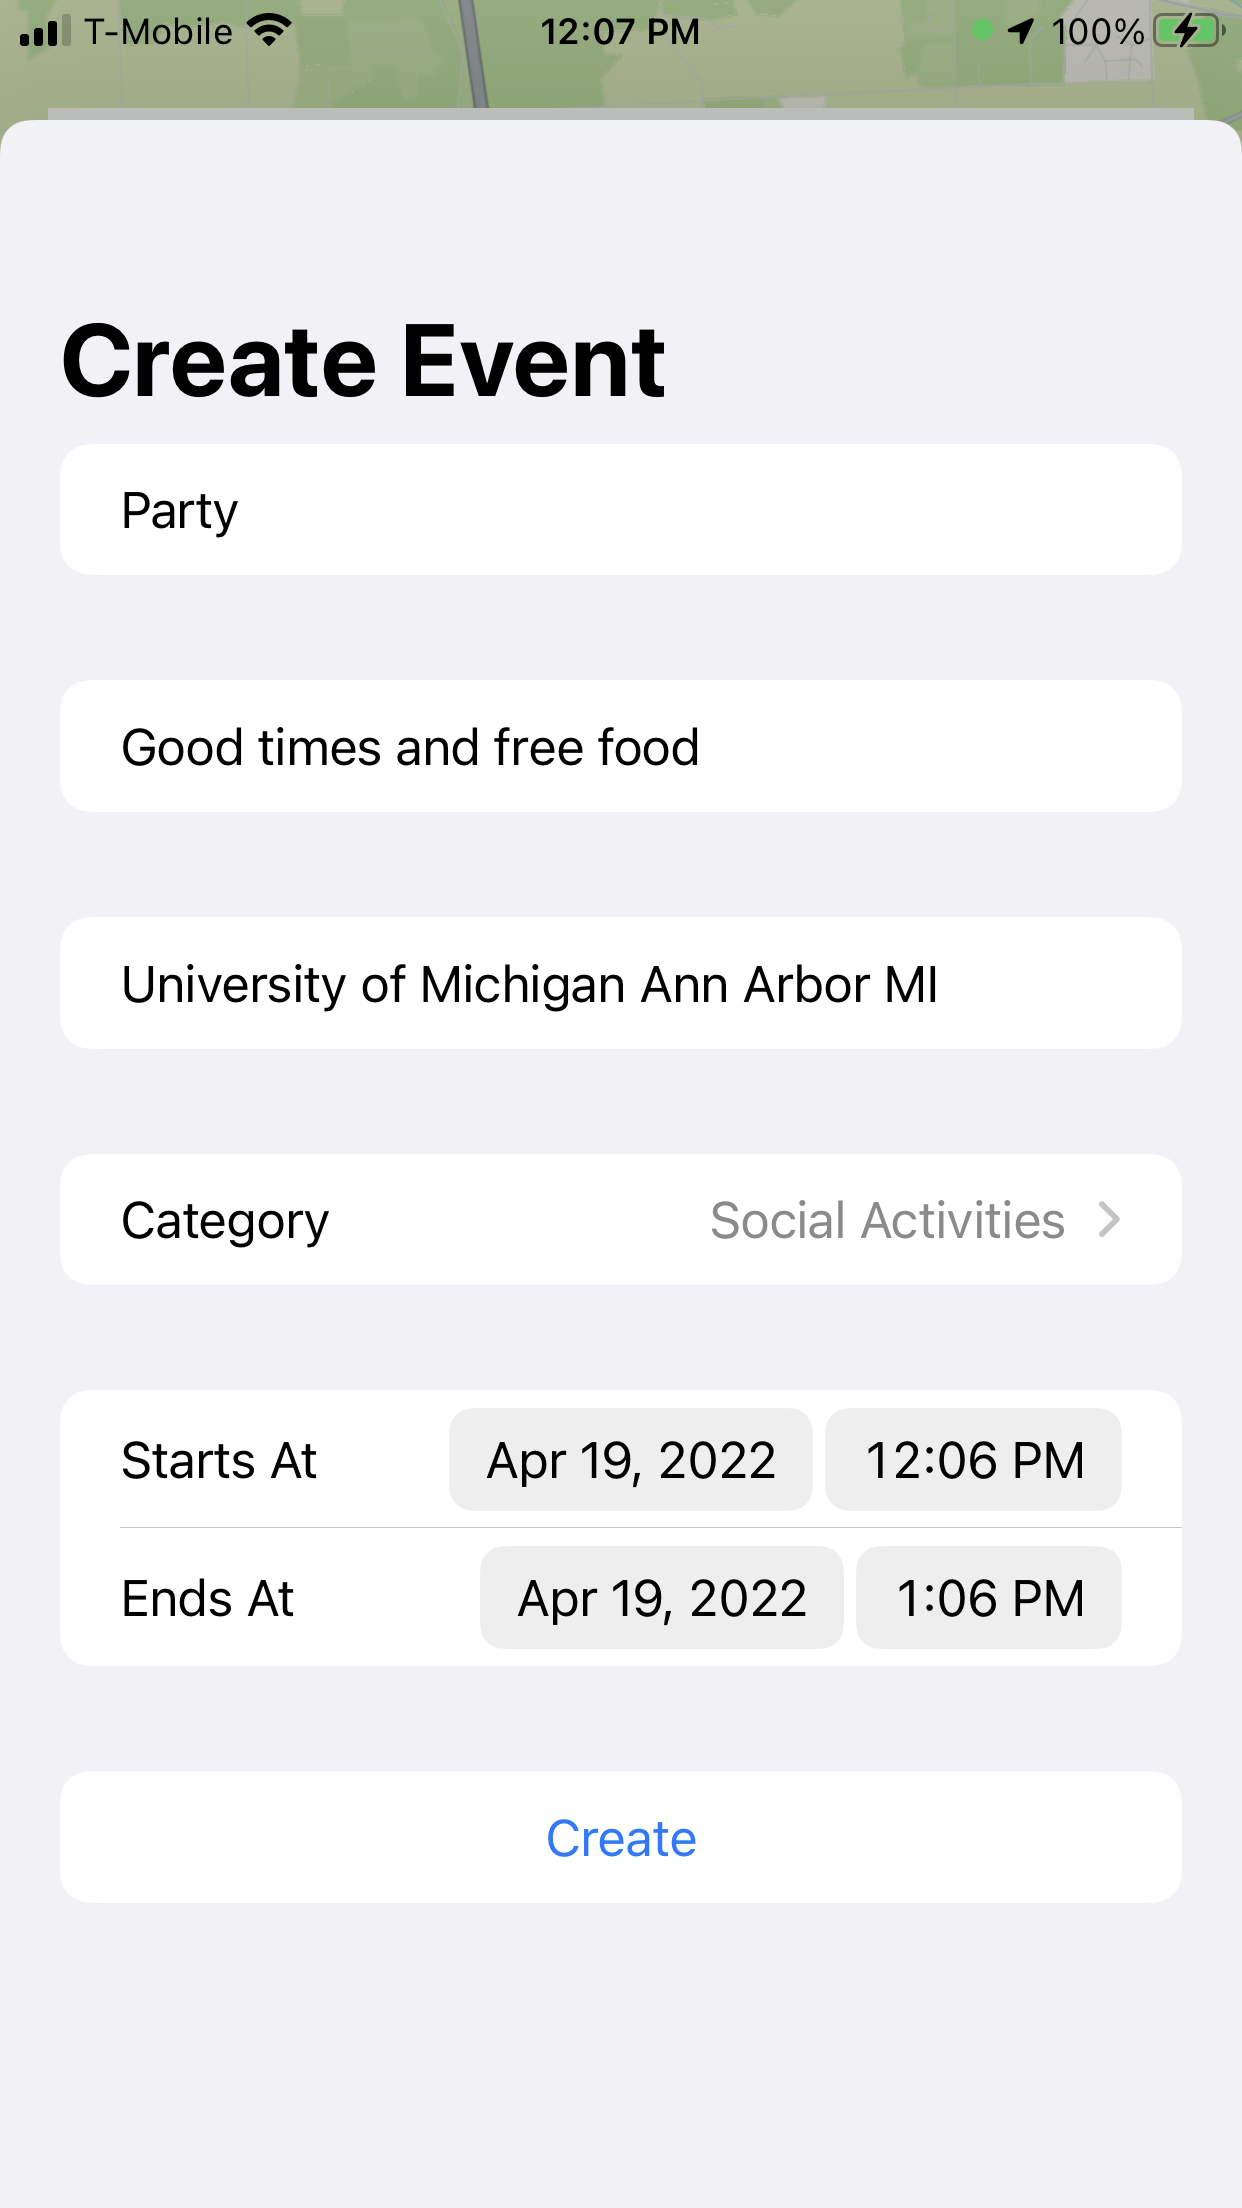 T-Mobile 12:07 PM 100%
Create Event
Party
Good times and free food
University of Michigan Ann Arbor MI
Category Social Activities
Starts At Apr 19, 2022 12:06 PM
Ends At Apr 19, 2022 1:06 PM
Create